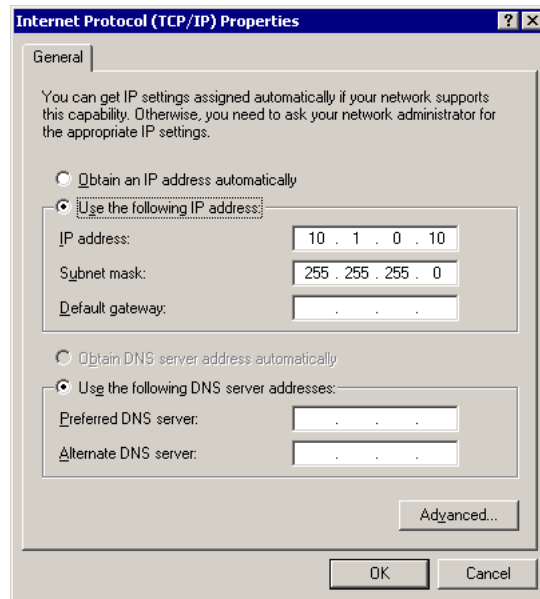 Internet Protocol (TCP/IP) Properties
General
You can get IP settings assigned automatically if your network supports
this capability. Otherwise, you need to ask your network administrator for
the appropriate IP settings.
Obtain an IP address automatically
Use the following IP address:
IP address: 10 . 1 . 0 . 10
Subnet mask: 255 . 255 . 255 . 0
Default gateway: . . .
Obtain DNS server address automatically
Use the following DNS server addresses:
Preferred DNS server: . . .
Alternate DNS server: . . .
Advanced...
OK Cancel